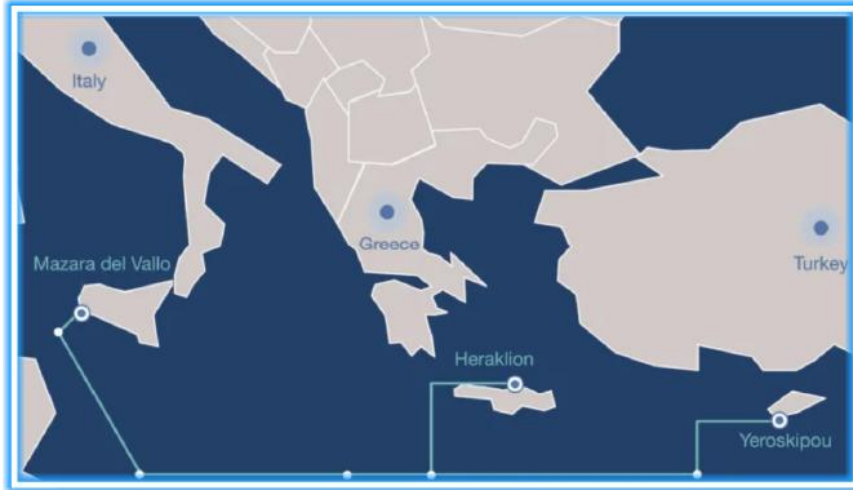 Italy
Greece
Mazara del Vallo
Turkey
Heraklion
Yeroskipou